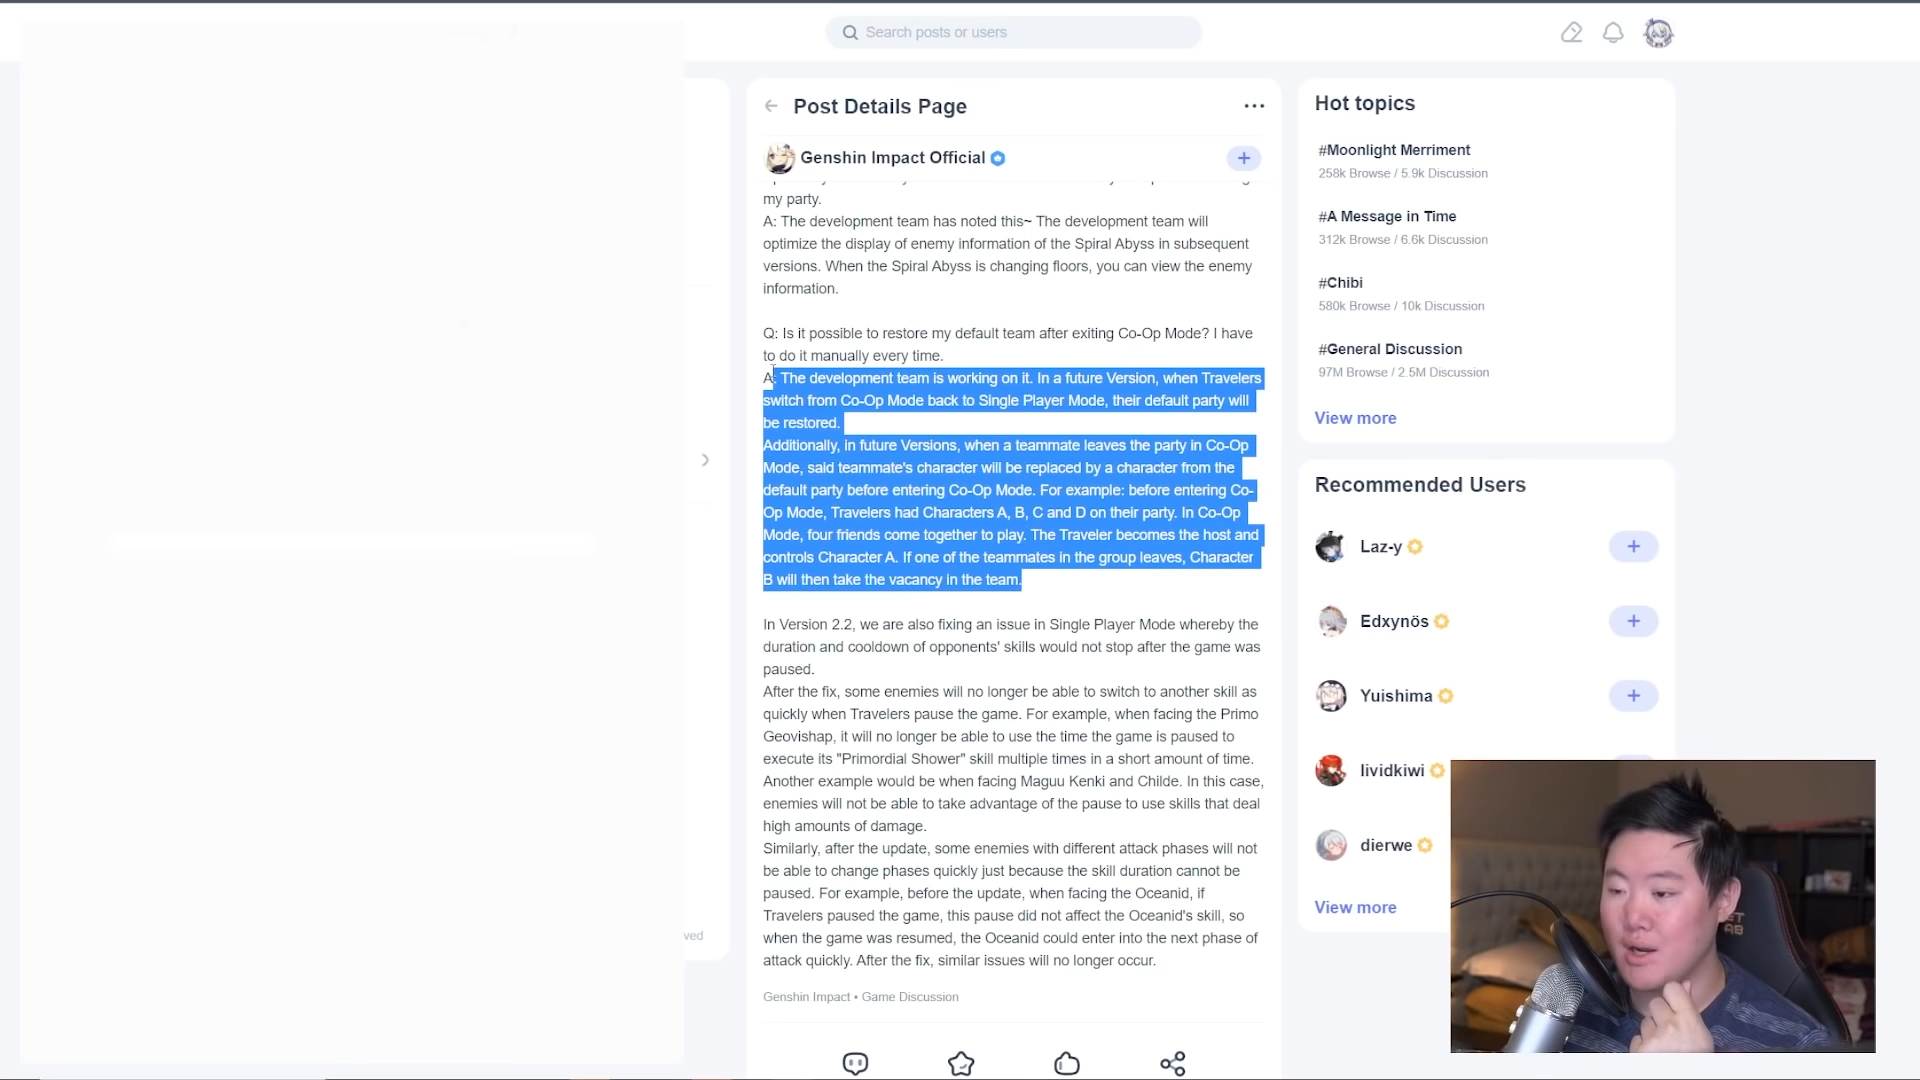 Search posts or users
Post Details Page
Genshin Impact Official
my party.
A: The development team has noted this~ The development team will
optimize the display of enemy information of the Spiral Abyss in subsequent
versions. When the Spiral Abyss is changing floors, you can view the enemy
information.
Q: Is it possible to restore my default team after exiting Co-Op Mode? I have
to do it manually every time.
A: The development team is working on it. In a future Version, when Travelers
switch from Co-Op Mode back to Single Player Mode, their default party will
be restored.
Additionally, in future Versions, when a teammate leaves the party in Co-Op
Mode, said teammate's character will be replaced by a character from the
default party before entering Co-Op Mode. For example: before entering Co-
Op Mode, Travelers had Characters A, B, C and D on their party. In Co-Op
Mode, four friends come together to play. The Traveler becomes the host and
controls Character A. If one of the teammates in the group leaves, Character
B will then take the vacancy in the team.
In Version 2.2, we are also fixing an issue in Single Player Mode whereby the
duration and cooldown of opponents' skills would not stop after the game was
paused.
After the fix, some enemies will no longer be able to switch to another skill as
quickly when Travelers pause the game. For example, when facing the Primo
Geovishap, it will no longer be able to use the time the game is paused to
execute its "Primordial Shower" skill multiple times in a short amount of time.
Another example would be when facing Maguu Kenki and Childe. In this case,
enemies will not be able to take advantage of the pause to use skills that deal
high amounts of damage.
Similarly, after the update, some enemies with different attack phases will not
be able to change phases quickly just because the skill duration cannot be
paused. For example, before the update, when facing the Oceanid, if
Travelers paused the game, this pause did not affect the Oceanid's skill, so
when the game was resumed, the Oceanid could enter into the next phase of
attack quickly. After the fix, similar issues will no longer occur.
Genshin Impact • Game Discussion
ved
Hot topics
#Moonlight Merriment
258k Browse / 5.9k Discussion
#A Message in Time
312k Browse / 6.6k Discussion
#Chibi
580k Browse / 10k Discussion
#General Discussion
97M Browse / 2.5M Discussion
View more
Recommended Users
Laz-y
Edxynös
Yuishima
lividkiwi
dierwe
View more